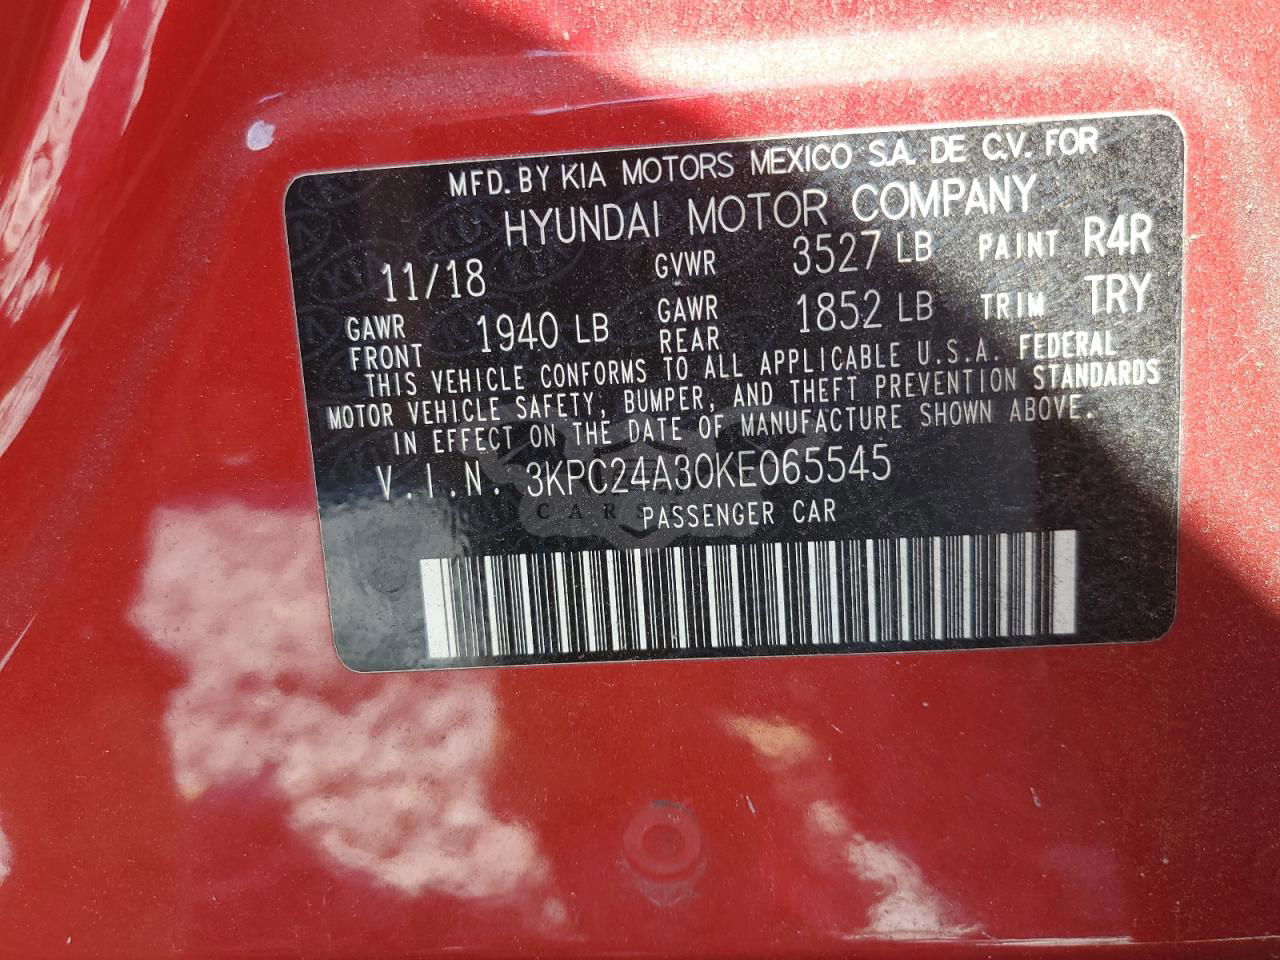 MFD. BY KIA MOTORS MEXICO S.A. DE C.V. FOR
HYUNDAI MOTOR COMPANY
11/18 GVWR 3527 LB PAINT R4R
GAWR FRONT 1940 LB GAWR REAR 1852 LB TRIM TRY
THIS VEHICLE CONFORMS TO ALL APPLICABLE U.S.A. FEDERAL
MOTOR VEHICLE SAFETY, BUMPER, AND THEFT PREVENTION STANDARDS
IN EFFECT ON THE DATE OF MANUFACTURE SHOWN ABOVE.
V.I.N. 3KPC24A30KE065545
PASSENGER CAR